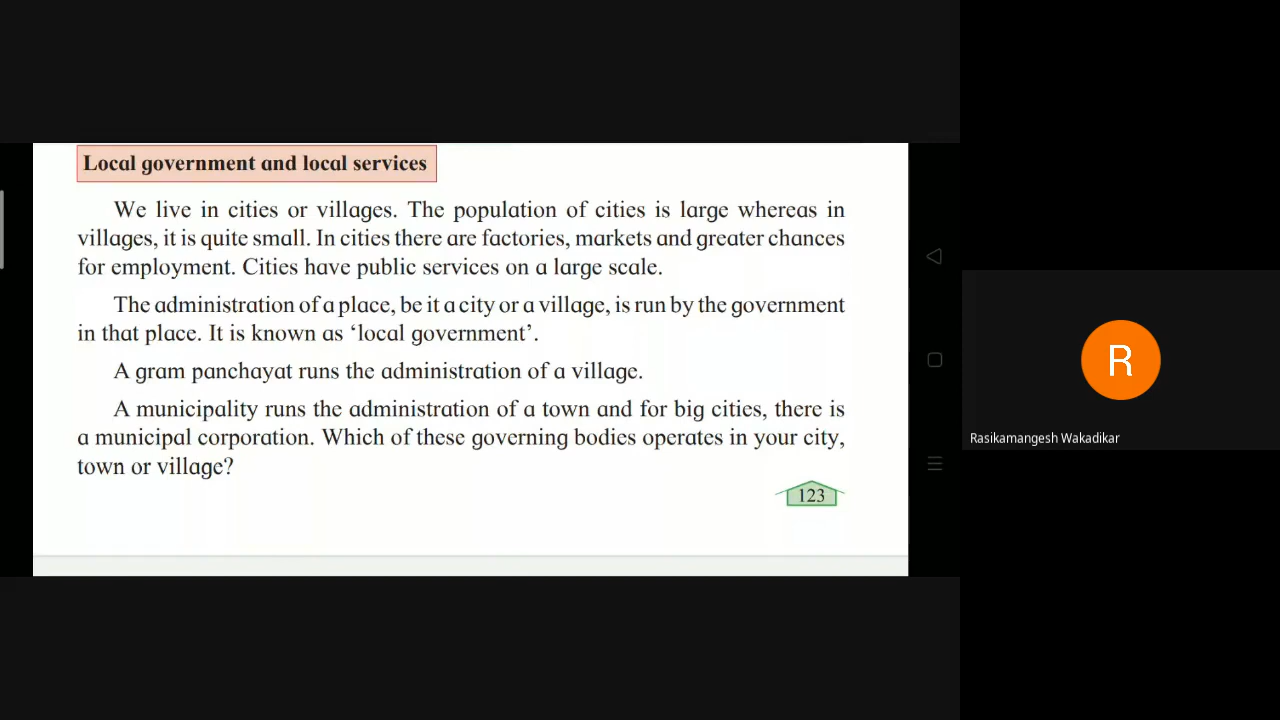 Local government and local services
We live in cities or villages. The population of cities is large whereas in
villages, it is quite small. In cities there are factories, markets and greater chances
for employment. Cities have public services on a large scale.
The administration of a place, be it a city or a village, is run by the government
in that place. It is known as ‘local government’.
A gram panchayat runs the administration of a village.
A municipality runs the administration of a town and for big cities, there is
a municipal corporation. Which of these governing bodies operates in your city,
town or village?
123
R
Rasikamangesh Wakadikar